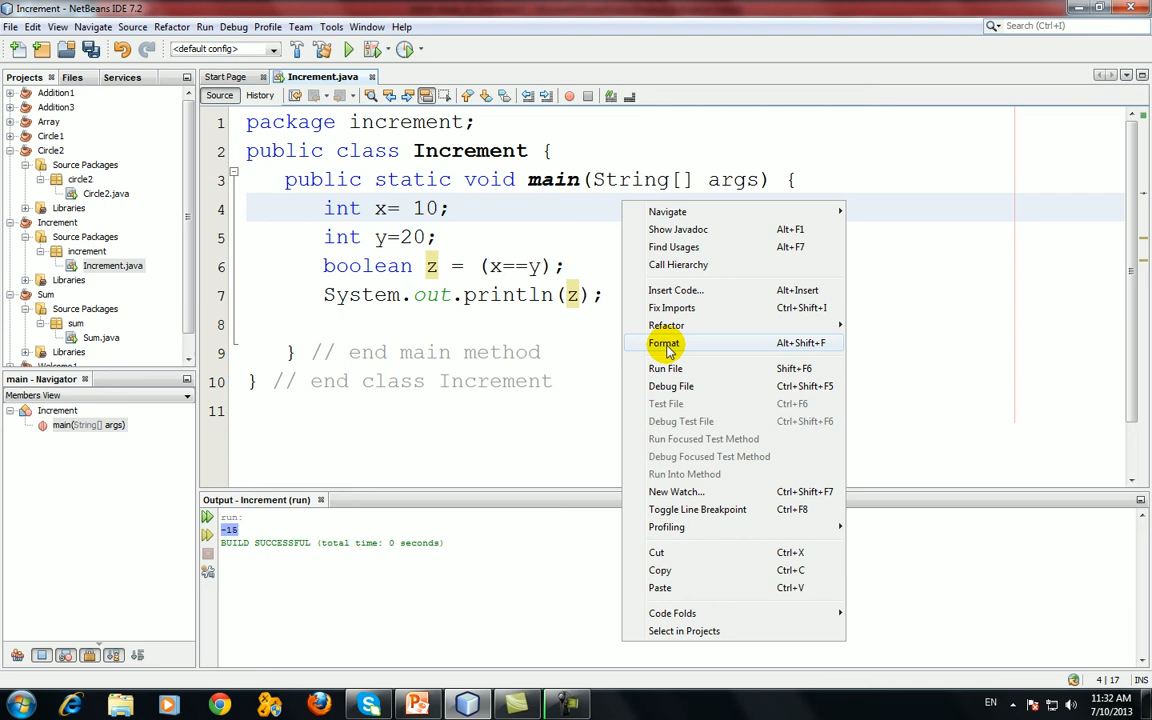 Increment - NetBeans IDE 7.2
File Edit View Navigate Source Refactor Run Debug Profile Team Tools Window Help
Search (Ctrl+I)
<default config>
Projects Files Services
Start Page Increment.java
Source History
Addition1
Addition3
Array
Circle1
Circle2
Source Packages
circle2
Circle2.java
Libraries
Increment
Source Packages
increment
Increment.java
Libraries
Sum
Source Packages
sum
Sum.java
Libraries
main - Navigator
Members View
Increment
main(String[] args)
1 package increment;
2 public class Increment {
3 public static void main(String[] args) {
4 int x= 10;
5 int y=20;
6 boolean z = (x==y);
7 System.out.println(z);
8
9 } // end main method
10 } // end class Increment
11
Navigate
Show Javadoc Alt+F1
Find Usages Alt+F7
Call Hierarchy
Insert Code... Alt+Insert
Fix Imports Ctrl+Shift+I
Refactor
Format Alt+Shift+F
Run File Shift+F6
Debug File Ctrl+Shift+F5
Test File Ctrl+F6
Debug Test File Ctrl+Shift+F6
Run Focused Test Method
Debug Focused Test Method
Run Into Method
New Watch... Ctrl+Shift+F7
Toggle Line Breakpoint Ctrl+F8
Profiling
Cut Ctrl+X
Copy Ctrl+C
Paste Ctrl+V
Code Folds
Select in Projects
Output - Increment (run)
run:
-15
BUILD SUCCESSFUL (total time: 0 seconds)
4 | 17 INS
EN
11:32 AM
7/10/2013